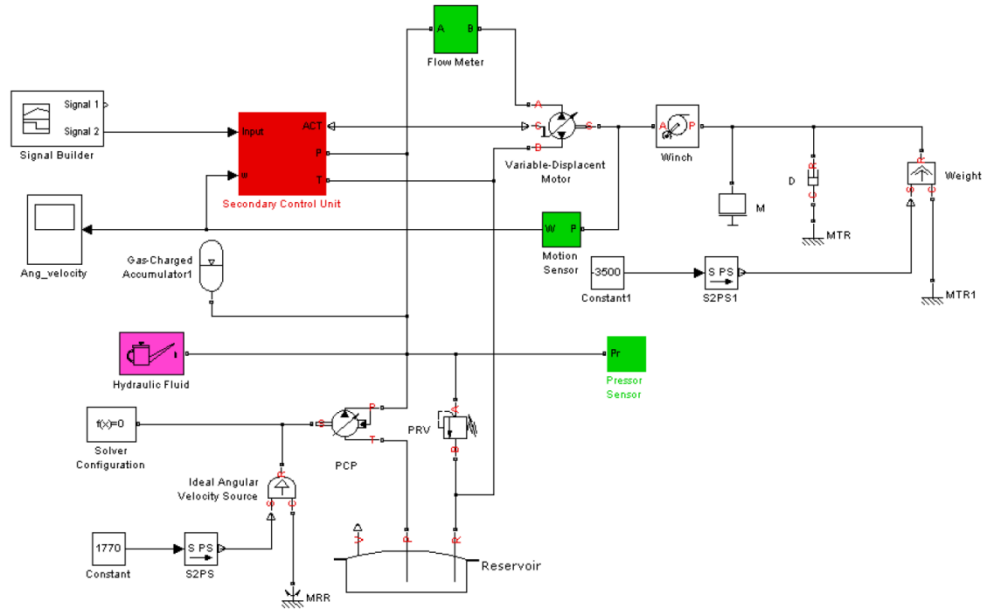 A B
Flow Meter
Signal 1
Signal 2
Signal Builder
Input
w
ACT
P
T
Secondary Control Unit
A
C
B
S
Variable-Displacent
Motor
A P
Winch
M
D
R
C
MTR
R
S
C
Weight
MTR1
Ang_velocity
W P
Motion
Sensor
-3500
Constant1
S PS
S2PS1
Gas-Charged
Accumulator1
Hydraulic Fluid
Pr
Pressor
Sensor
f(x)=0
Solver
Configuration
S
P
T
PCP
PRV
A
B
Ideal Angular
Velocity Source
R
S
C
1770
Constant
S PS
S2PS
MRR
V
P
R
Reservoir